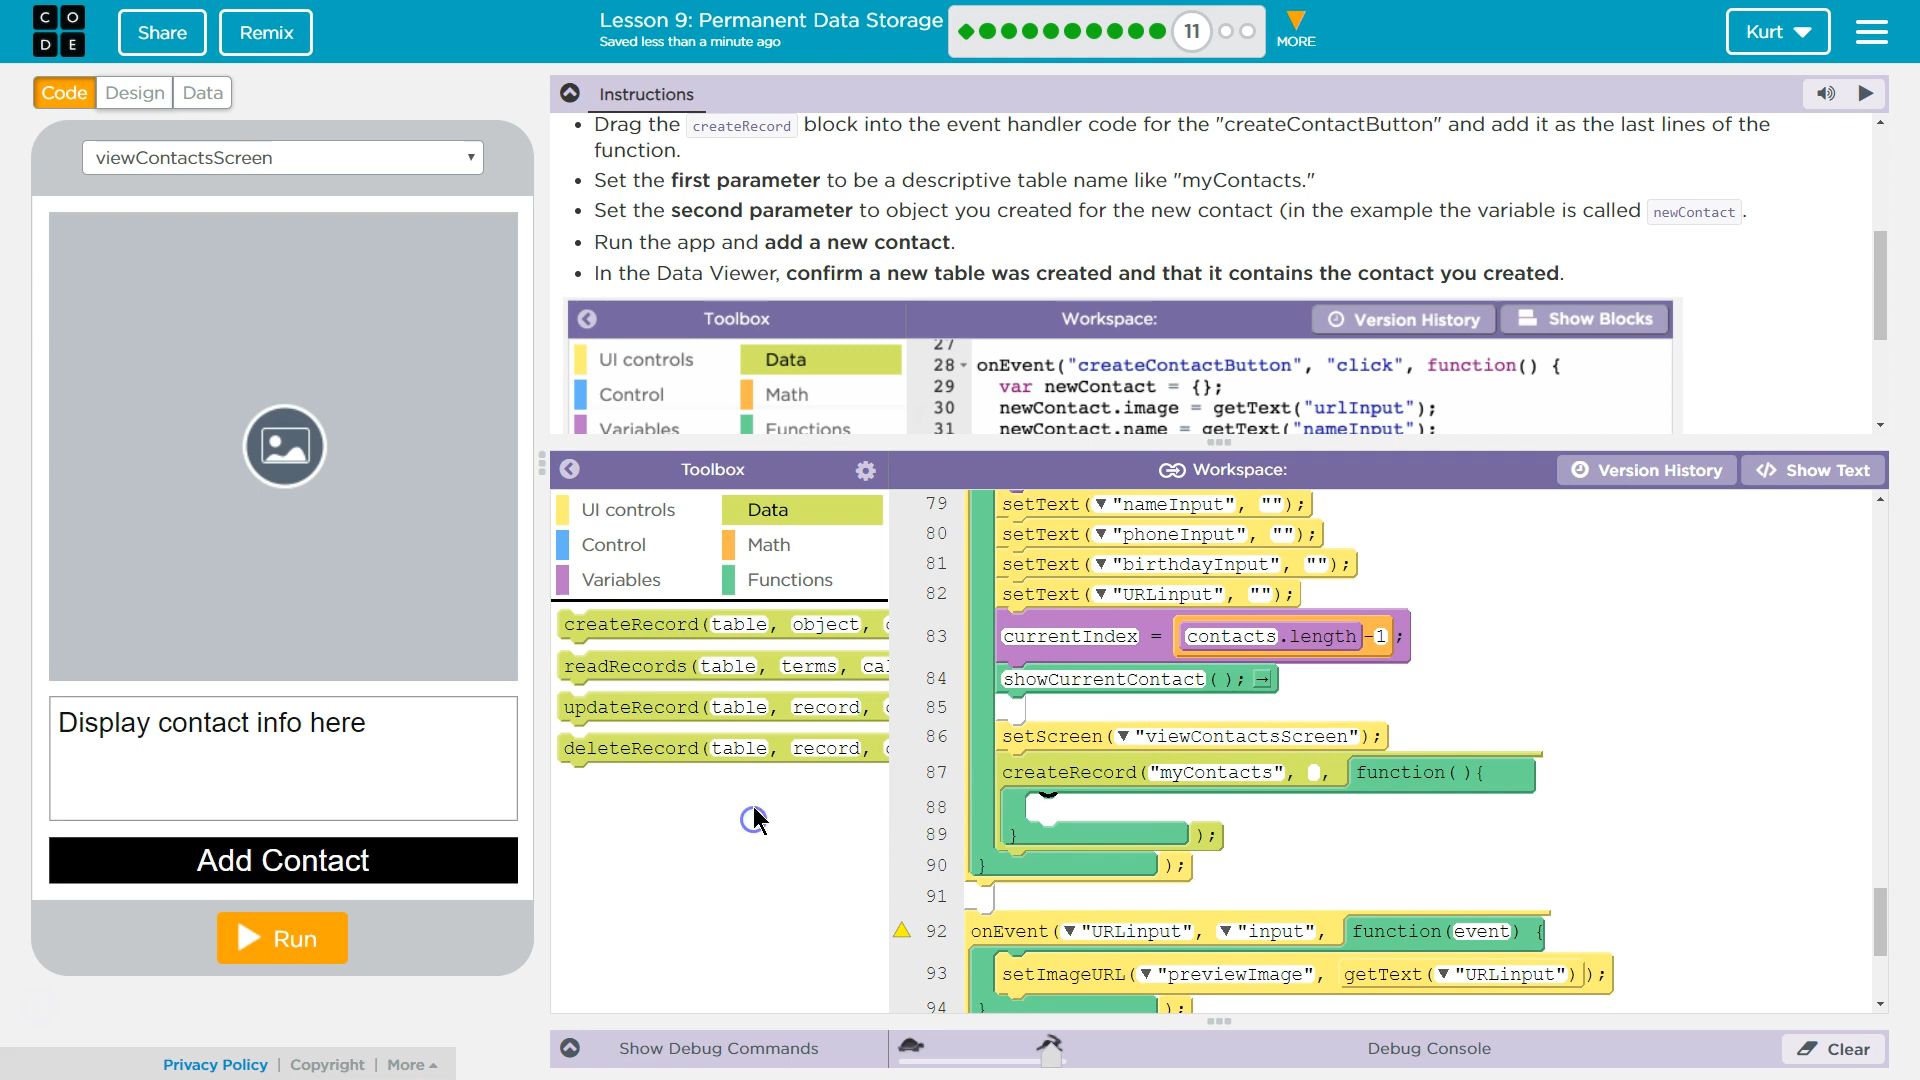 C O
D E
Share
Remix
Lesson 9: Permanent Data Storage
Saved less than a minute ago
11
MORE
Kurt
Code
Design
Data
viewContactsScreen
Display contact info here
Add Contact
Run
Privacy Policy | Copyright | More
Instructions
• Drag the createRecord block into the event handler code for the "createContactButton" and add it as the last lines of the
function.
• Set the first parameter to be a descriptive table name like "myContacts."
• Set the second parameter to object you created for the new contact (in the example the variable is called newContact .
• Run the app and add a new contact.
• In the Data Viewer, confirm a new table was created and that it contains the contact you created.
Toolbox
Workspace:
Version History
Show Blocks
UI controls
Data
Control
Math
Variables
Functions
27
28 onEvent("createContactButton", "click", function() {
29 var newContact = {};
30 newContact.image = getText("urlInput");
31 newContact.name = getText("nameInput");
Toolbox
Workspace:
Version History
</> Show Text
UI controls
Data
Control
Math
Variables
Functions
createRecord(table, object,
readRecords(table, terms, cal
updateRecord(table, record,
deleteRecord(table, record,
79 setText(▼"nameInput", "");
80 setText(▼"phoneInput", "");
81 setText(▼"birthdayInput", "");
82 setText(▼"URLinput", "");
83 currentIndex = contacts.length-1;
84 showCurrentContact();
85
86 setScreen(▼"viewContactsScreen");
87 createRecord("myContacts", , function(){
88
89 } );
90 } );
91
92 onEvent(▼"URLinput", ▼"input", function(event) {
93 setImageURL(▼"previewImage", getText(▼"URLinput"));
94 } );
Show Debug Commands
Debug Console
Clear